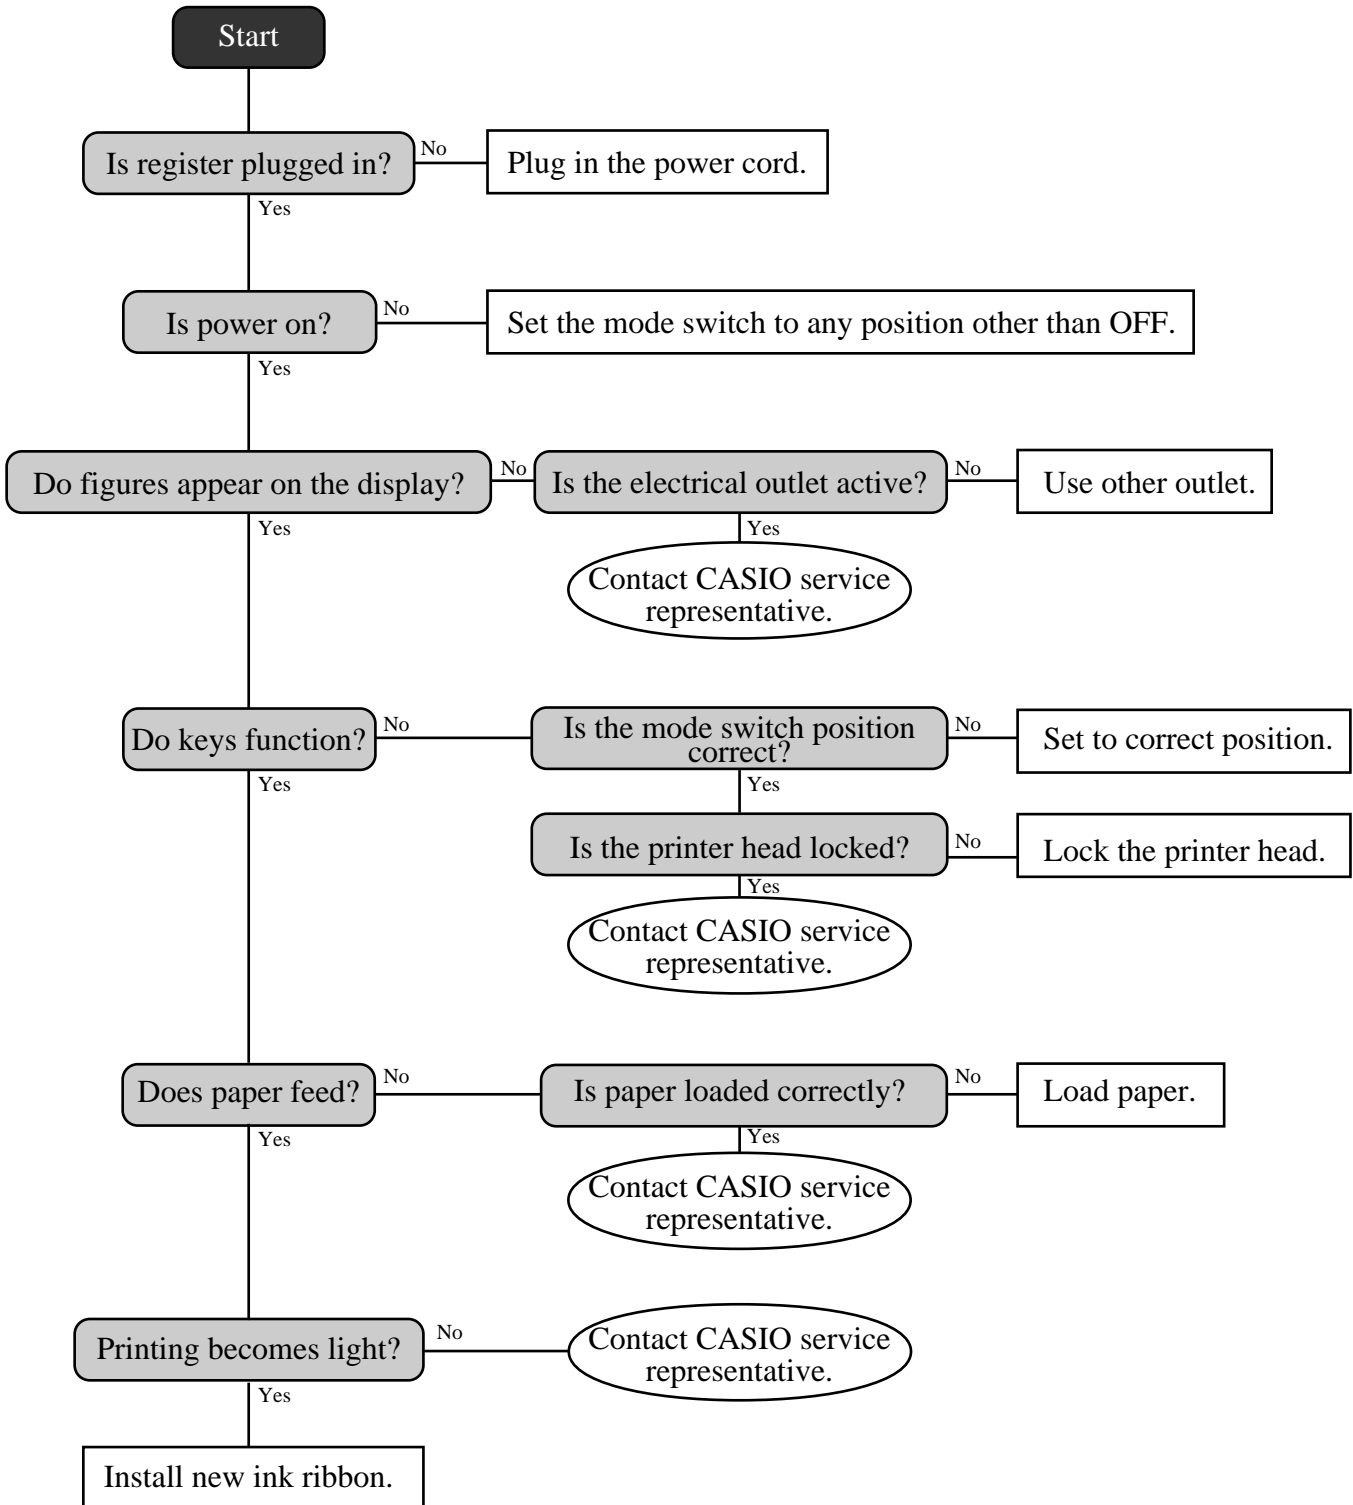 Start
Is register plugged in?
No
Plug in the power cord.
Yes
Is power on?
No
Set the mode switch to any position other than OFF.
Yes
Do figures appear on the display?
No
Is the electrical outlet active?
No
Use other outlet.
Yes
Yes
Contact CASIO service
representative.
Do keys function?
No
Is the mode switch position
correct?
No
Set to correct position.
Yes
Yes
Is the printer head locked?
No
Lock the printer head.
Yes
Contact CASIO service
representative.
Does paper feed?
No
Is paper loaded correctly?
No
Load paper.
Yes
Yes
Contact CASIO service
representative.
Printing becomes light?
No
Contact CASIO service
representative.
Yes
Install new ink ribbon.